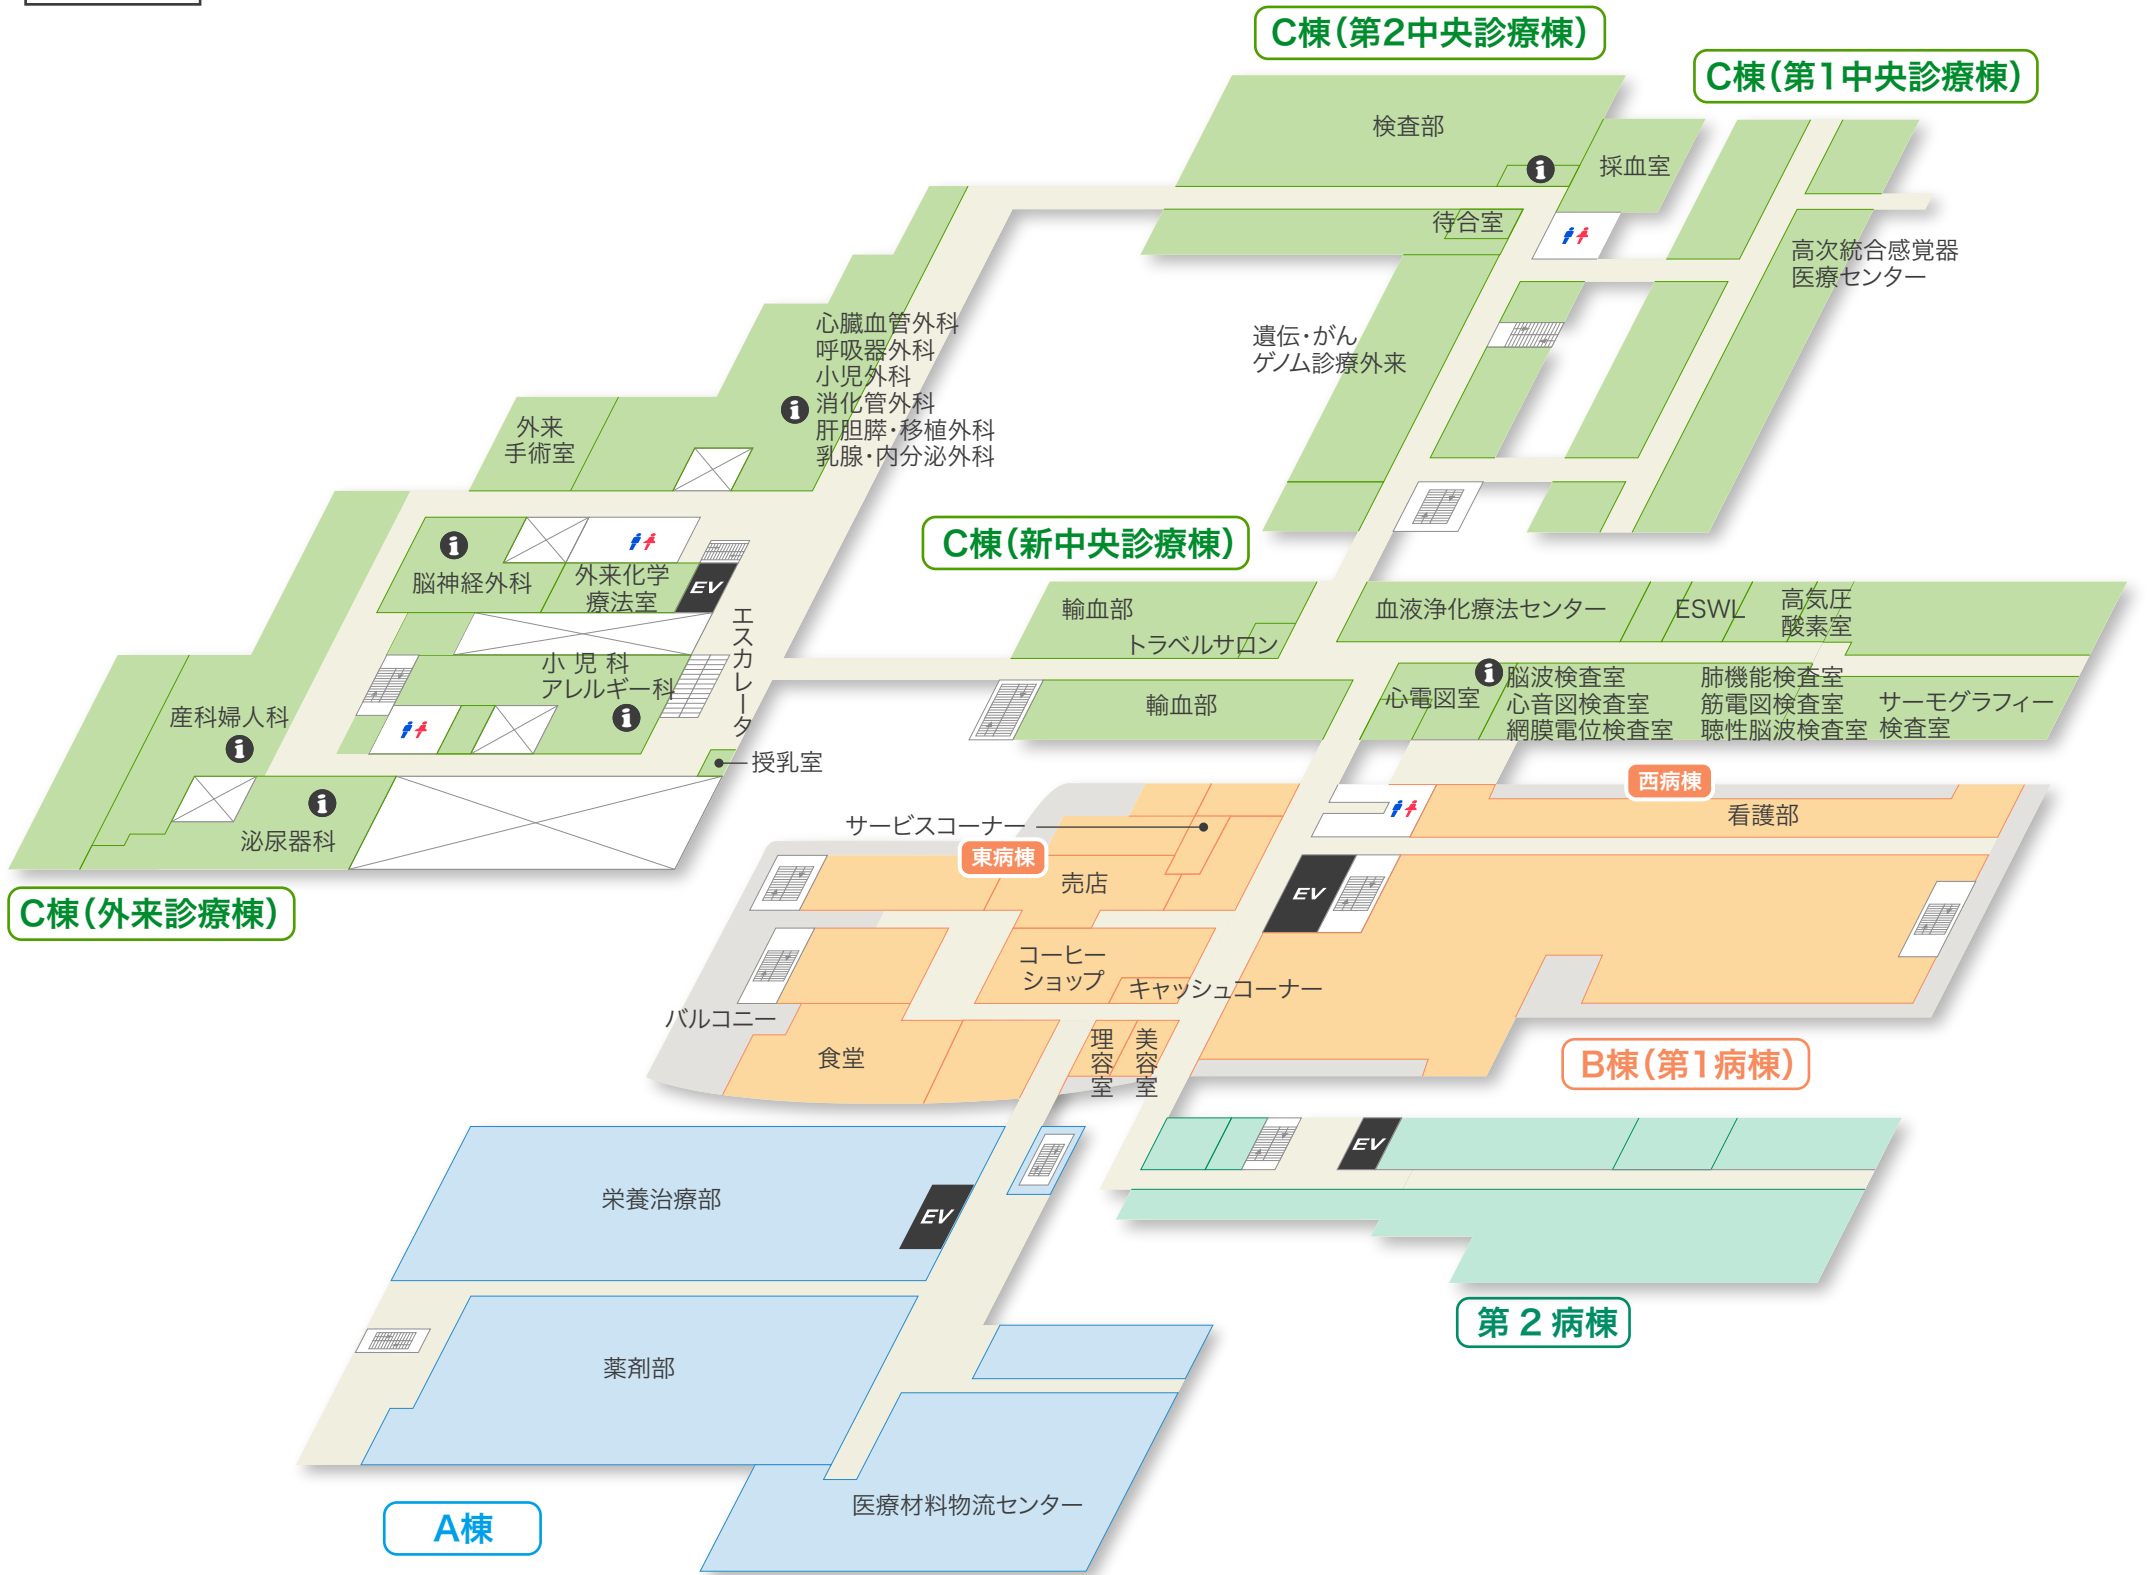 C棟(第2中央診療棟)
C棟(第1中央診療棟)
検査部
採血室
待合室
高次統合感覚器
医療センター
遺伝・がん
ゲノム診療外来
心臓血管外科
呼吸器外科
小児外科
消化管外科
肝胆膵・移植外科
乳腺・内分泌外科
外来
手術室
脳神経外科
外来化学
療法室
EV
エスカレータ
小児科
アレルギー科
産科婦人科
授乳室
泌尿器科
C棟(外来診療棟)
C棟(新中央診療棟)
輸血部
トラベルサロン
輸血部
血液浄化療法センター
ESWL
高気圧
酸素室
心電図室
脳波検査室
心音図検査室
網膜電位検査室
肺機能検査室
筋電図検査室
聴性脳波検査室
サーモグラフィー
検査室
西病棟
看護部
サービスコーナー
東病棟
売店
EV
コーヒー
ショップ
キャッシュコーナー
バルコニー
食堂
理容室
美容室
B棟(第1病棟)
EV
第2病棟
栄養治療部
EV
薬剤部
医療材料物流センター
A棟